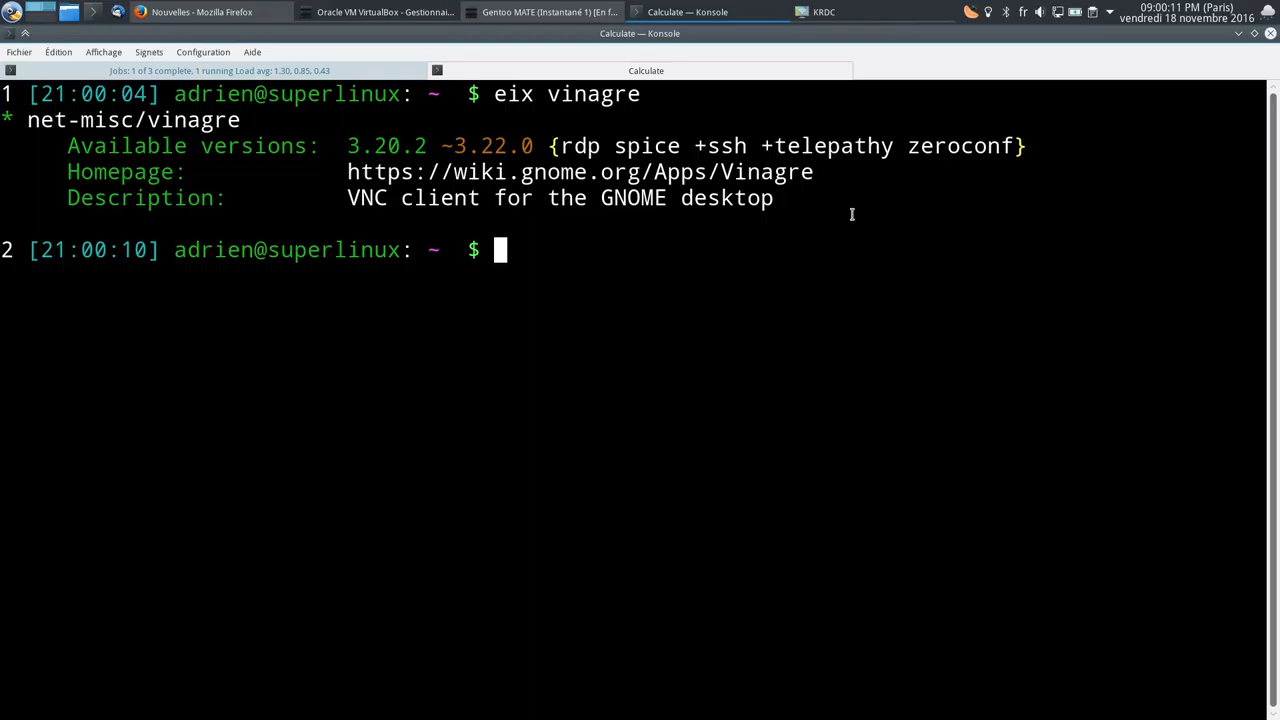 Nouvelles - Mozilla Firefox
Oracle VM VirtualBox - Gestionnai...
Gentoo MATE (Instantané 1) [En f...
Calculate — Konsole
KRDC
fr
09:00:11 PM (Paris)
vendredi 18 novembre 2016
Calculate — Konsole
Fichier Édition Affichage Signets Configuration Aide
Jobs: 1 of 3 complete, 1 running Load avg: 1.30, 0.85, 0.43
Calculate
1 [21:00:04] adrien@superlinux: ~ $ eix vinagre
* net-misc/vinagre
Available versions: 3.20.2 ~3.22.0 {rdp spice +ssh +telepathy zeroconf}
Homepage: https://wiki.gnome.org/Apps/Vinagre
Description: VNC client for the GNOME desktop
2 [21:00:10] adrien@superlinux: ~ $